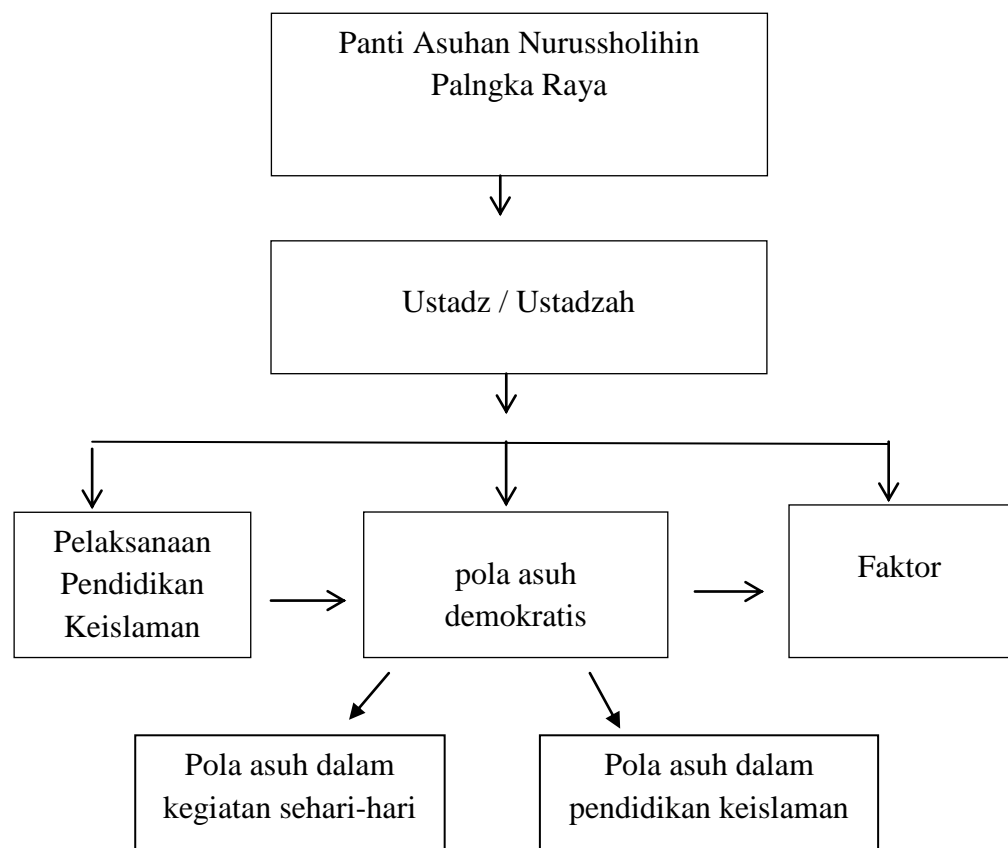 Panti Asuhan Nurussholihin
Palngka Raya
Ustadz / Ustadzah
Pelaksanaan
Pendidikan
Keislaman
pola asuh
demokratis
Faktor
Pola asuh dalam
kegiatan sehari-hari
Pola asuh dalam
pendidikan keislaman